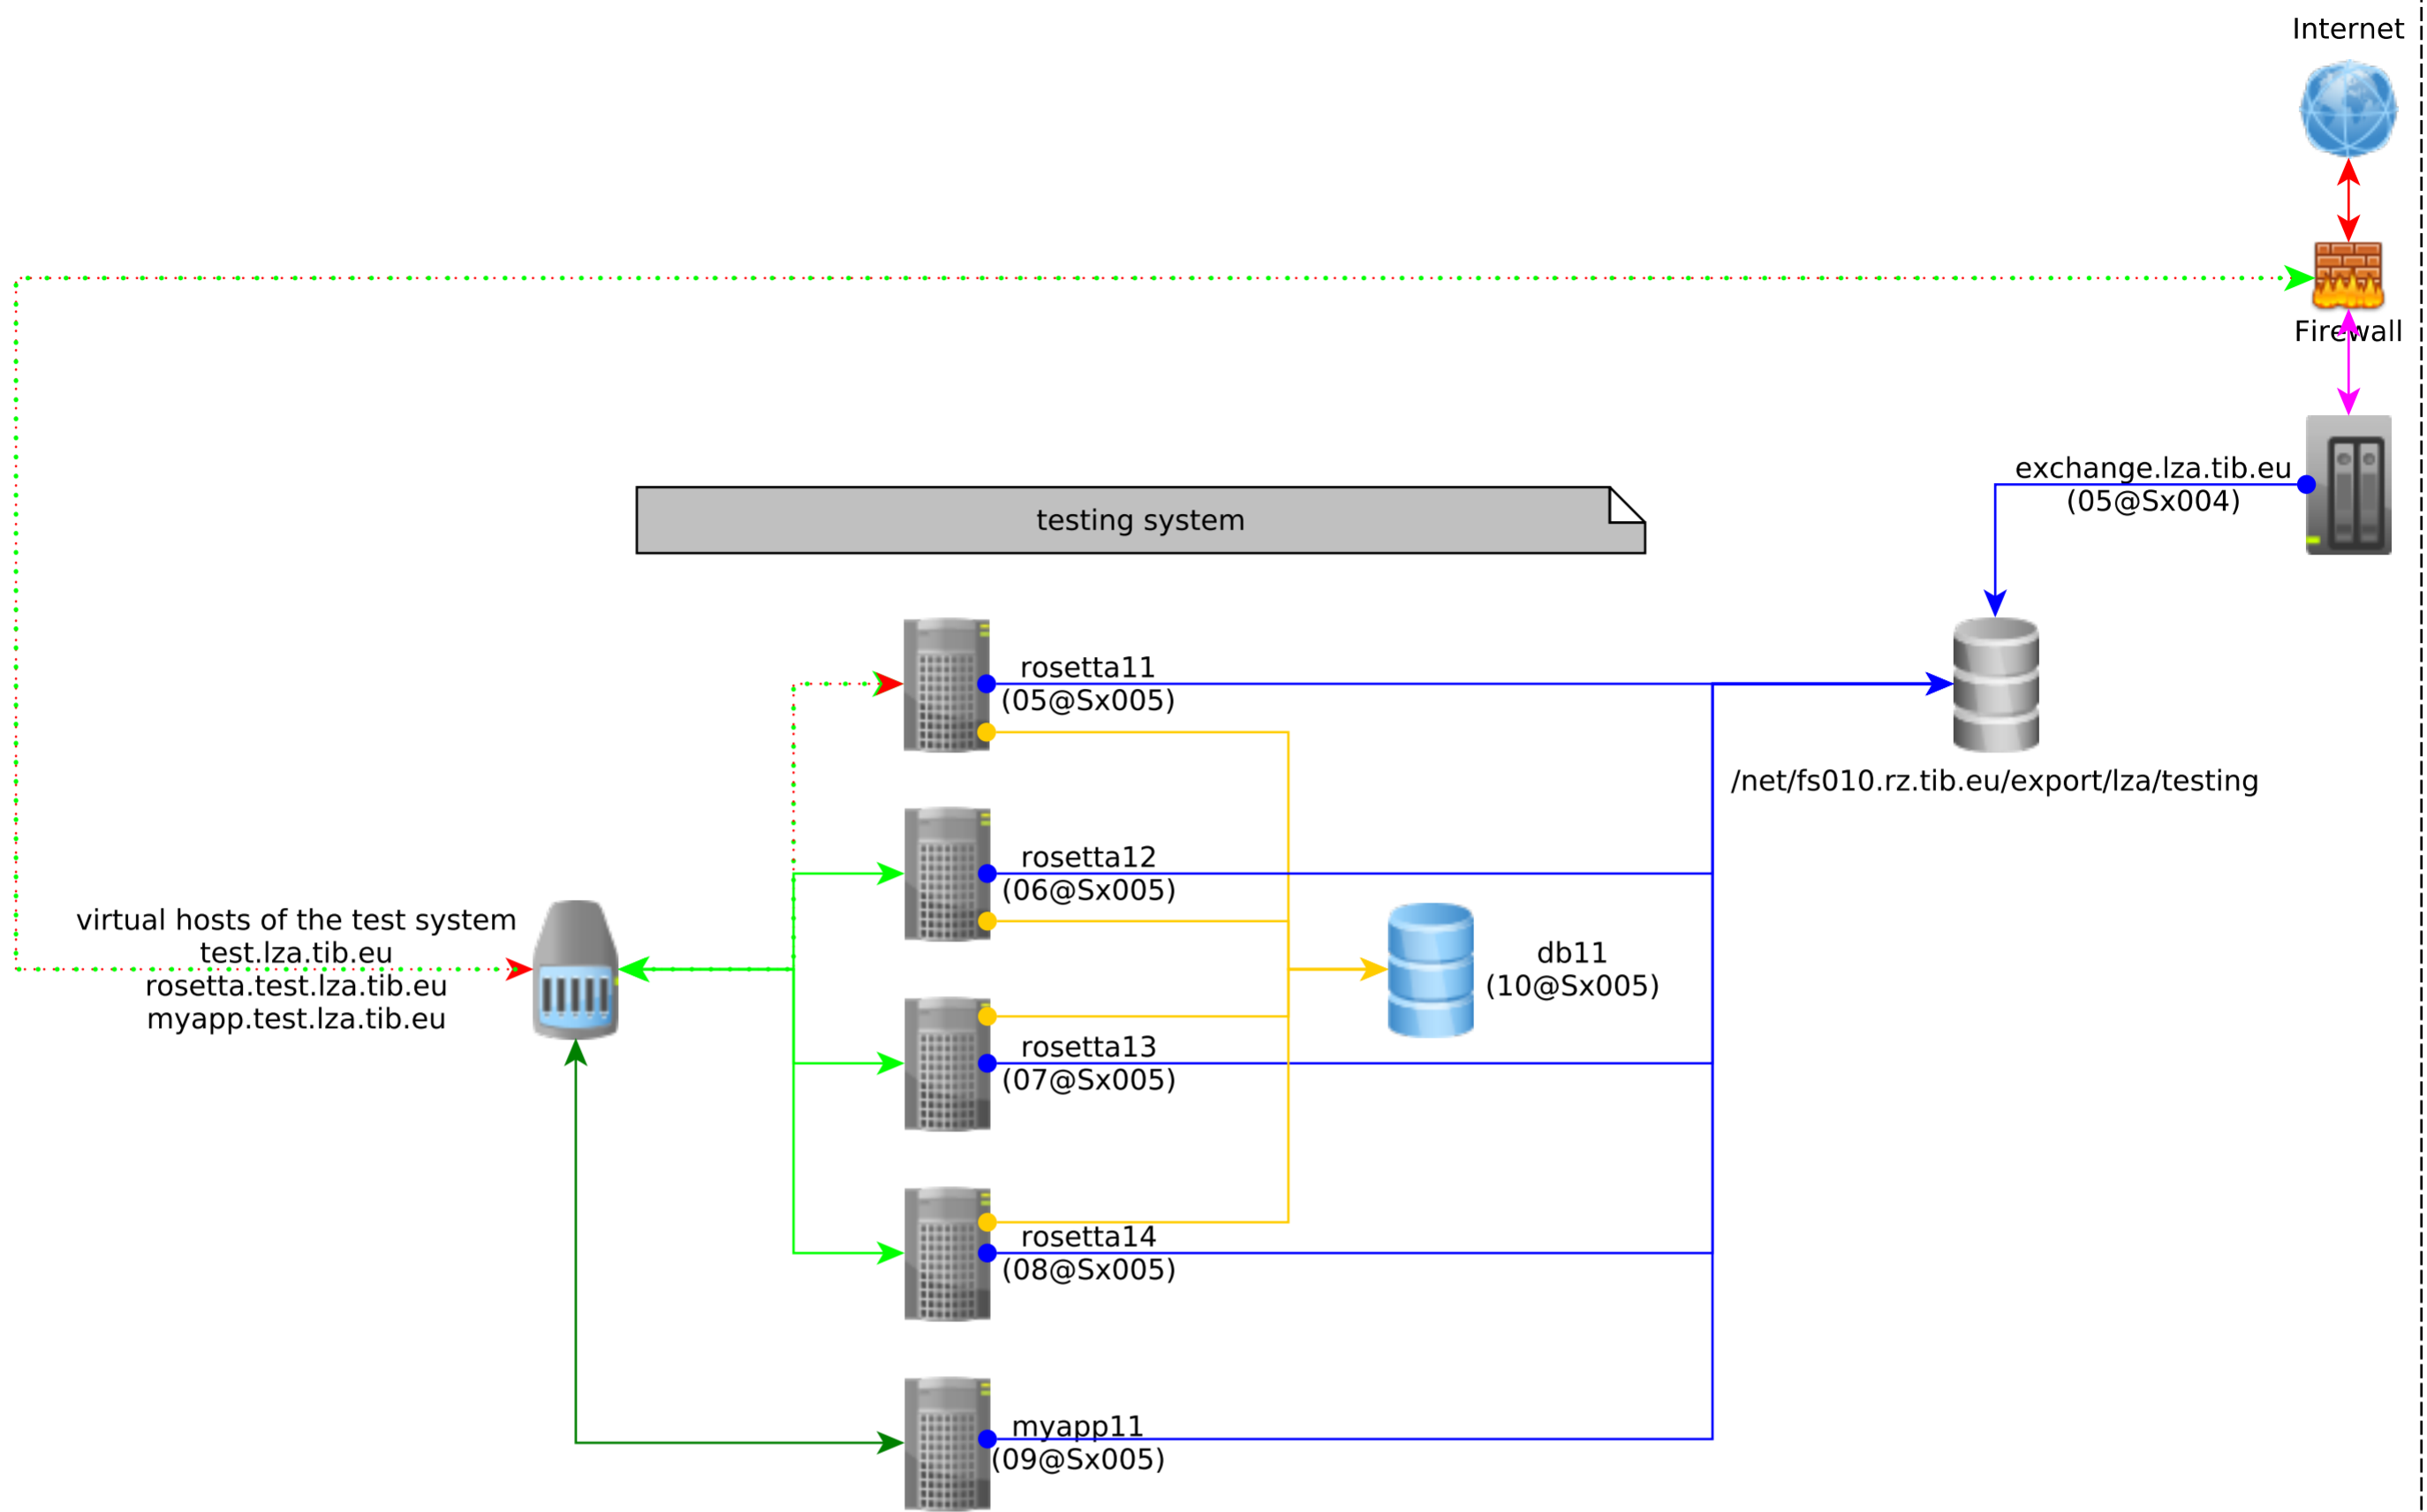 Internet
Firewall
exchange.lza.tib.eu
(05@Sx004)
testing system
rosetta11
(05@Sx005)
/net/fs010.rz.tib.eu/export/lza/testing
rosetta12
(06@Sx005)
virtual hosts of the test system
test.lza.tib.eu
rosetta.test.lza.tib.eu
myapp.test.lza.tib.eu
db11
(10@Sx005)
rosetta13
(07@Sx005)
rosetta14
(08@Sx005)
myapp11
(09@Sx005)